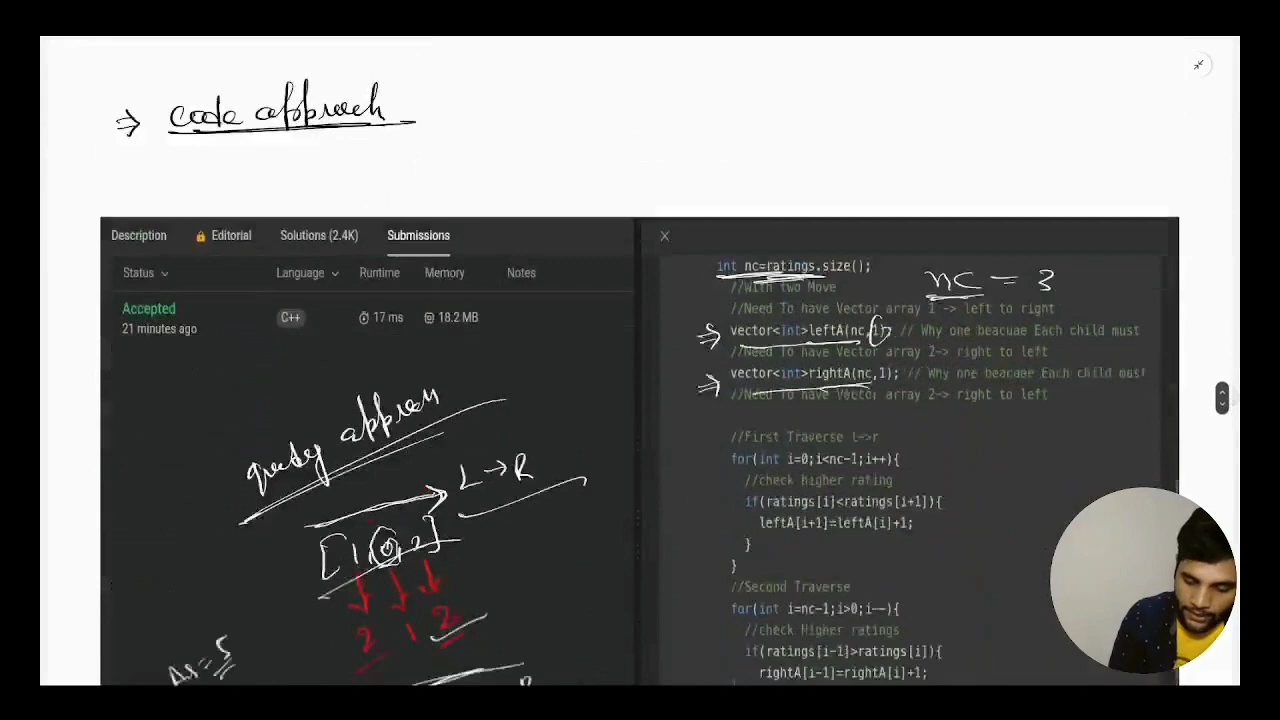 ⇒ code approach
Description 🔒 Editorial Solutions (2.4K) Submissions
Status Language Runtime Memory Notes
Accepted
21 minutes ago
C++ 17 ms 18.2 MB
greedy approach
L → R
[1, 0, 2]
2 1 2
As = 5
int nc=ratings.size();
nc = 3
//With two Move
//Need To have Vector array 1 -> left to right
vector<int>leftA(nc,1); // Why one beacuae Each child must
//Need To have Vector array 2-> right to left
vector<int>rightA(nc,1); // Why one beacuae Each child must
//Need To have Vector array 2-> right to left
//First Traverse l->r
for(int i=0;i<nc-1;i++){
//check higher rating
if(ratings[i]<ratings[i+1]){
leftA[i+1]=leftA[i]+1;
}
}
//Second Traverse
for(int i=nc-1;i>0;i--){
//check Higher ratings
if(ratings[i-1]>ratings[i]){
rightA[i-1]=rightA[i]+1;